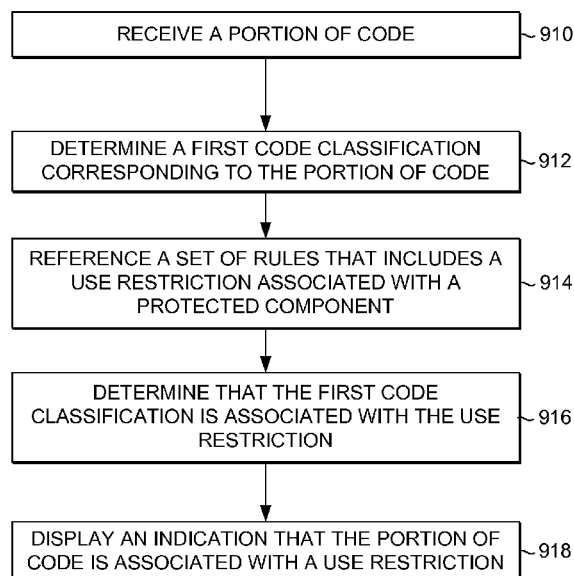 RECEIVE A PORTION OF CODE
910
DETERMINE A FIRST CODE CLASSIFICATION
CORRESPONDING TO THE PORTION OF CODE
912
REFERENCE A SET OF RULES THAT INCLUDES A
USE RESTRICTION ASSOCIATED WITH A
PROTECTED COMPONENT
914
DETERMINE THAT THE FIRST CODE
CLASSIFICATION IS ASSOCIATED WITH THE USE
RESTRICTION
916
DISPLAY AN INDICATION THAT THE PORTION OF
CODE IS ASSOCIATED WITH A USE RESTRICTION
918